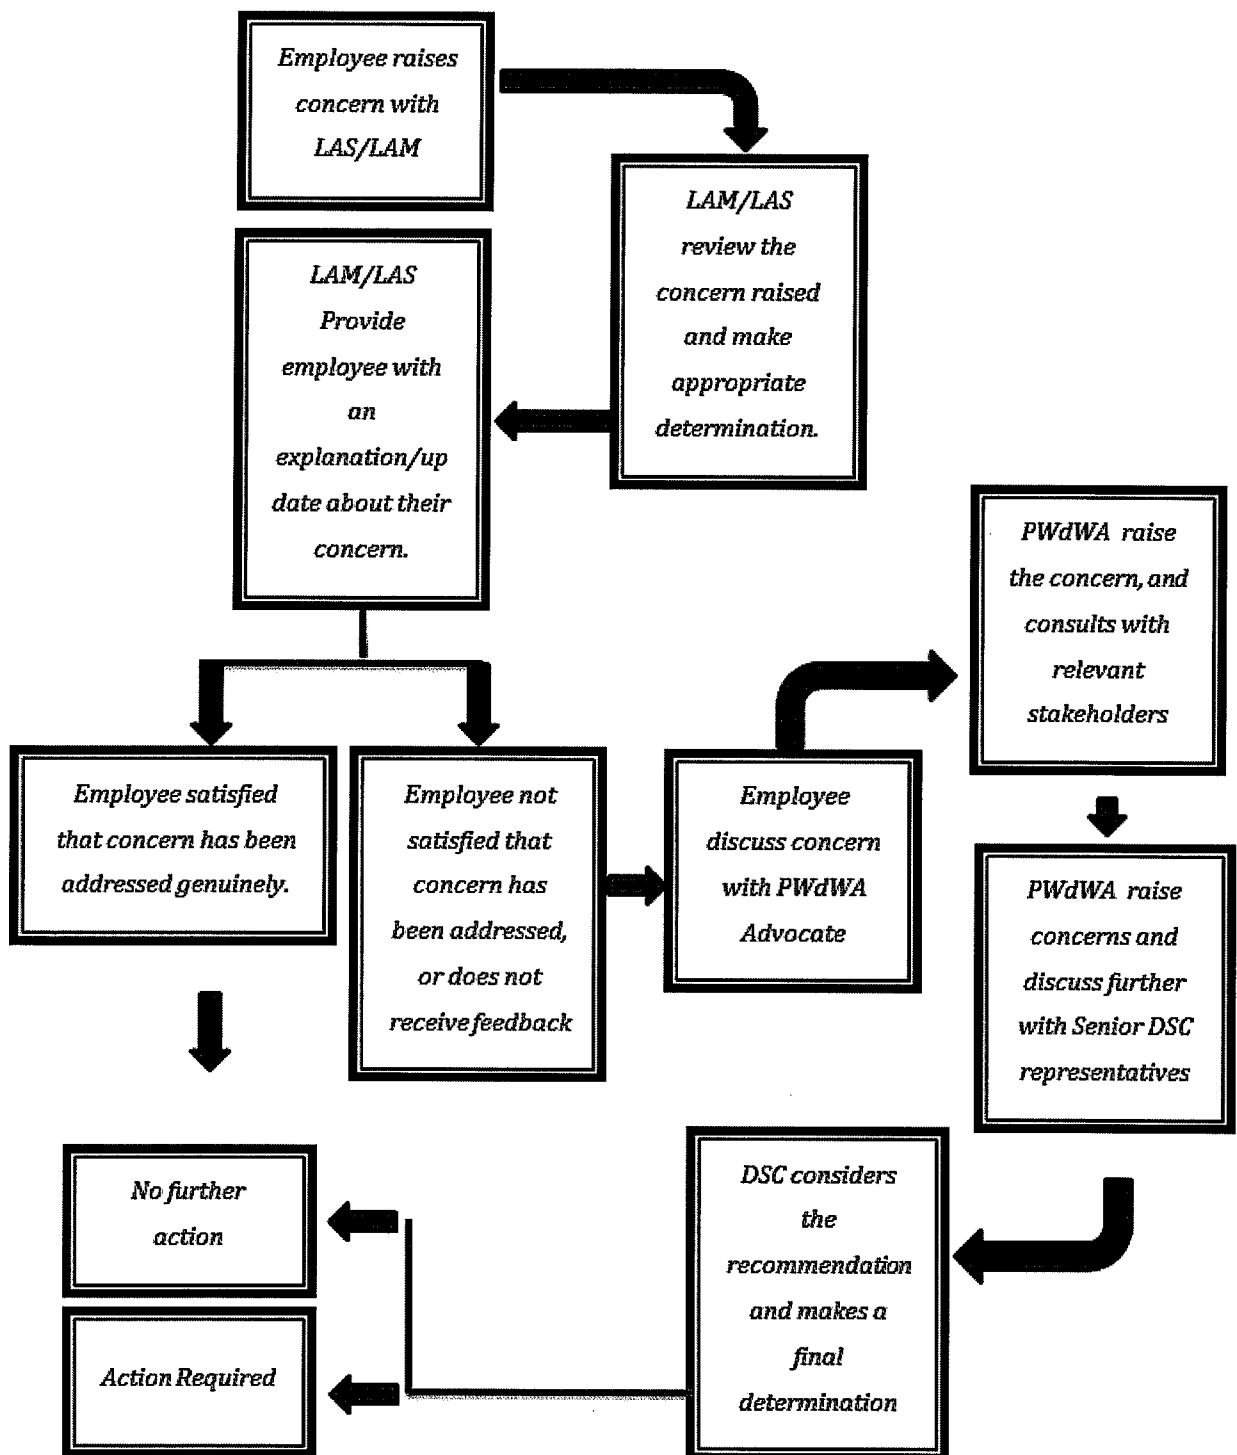 Employee raises
concern with
LAS/LAM
LAM/LAS
review the
concern raised
and make
appropriate
determination.
LAM/LAS
Provide
employee with
an
explanation/up
date about their
concern.
Employee satisfied
that concern has been
addressed genuinely.
Employee not
satisfied that
concern has
been addressed,
or does not
receive feedback
Employee
discuss concern
with PWdWA
Advocate
PWdWA raise
the concern, and
consults with
relevant
stakeholders
PWdWA raise
concerns and
discuss further
with Senior DSC
representatives
DSC considers
the
recommendation
and makes a
final
determination
No further
action
Action Required